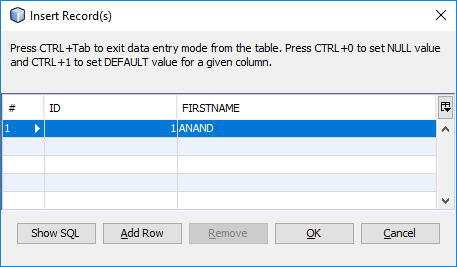 Insert Record(s)
Press CTRL+Tab to exit data entry mode from the table. Press CTRL+0 to set NULL value
and CTRL+1 to set DEFAULT value for a given column.
# ID FIRSTNAME
1 1 ANAND
Show SQL Add Row Remove OK Cancel